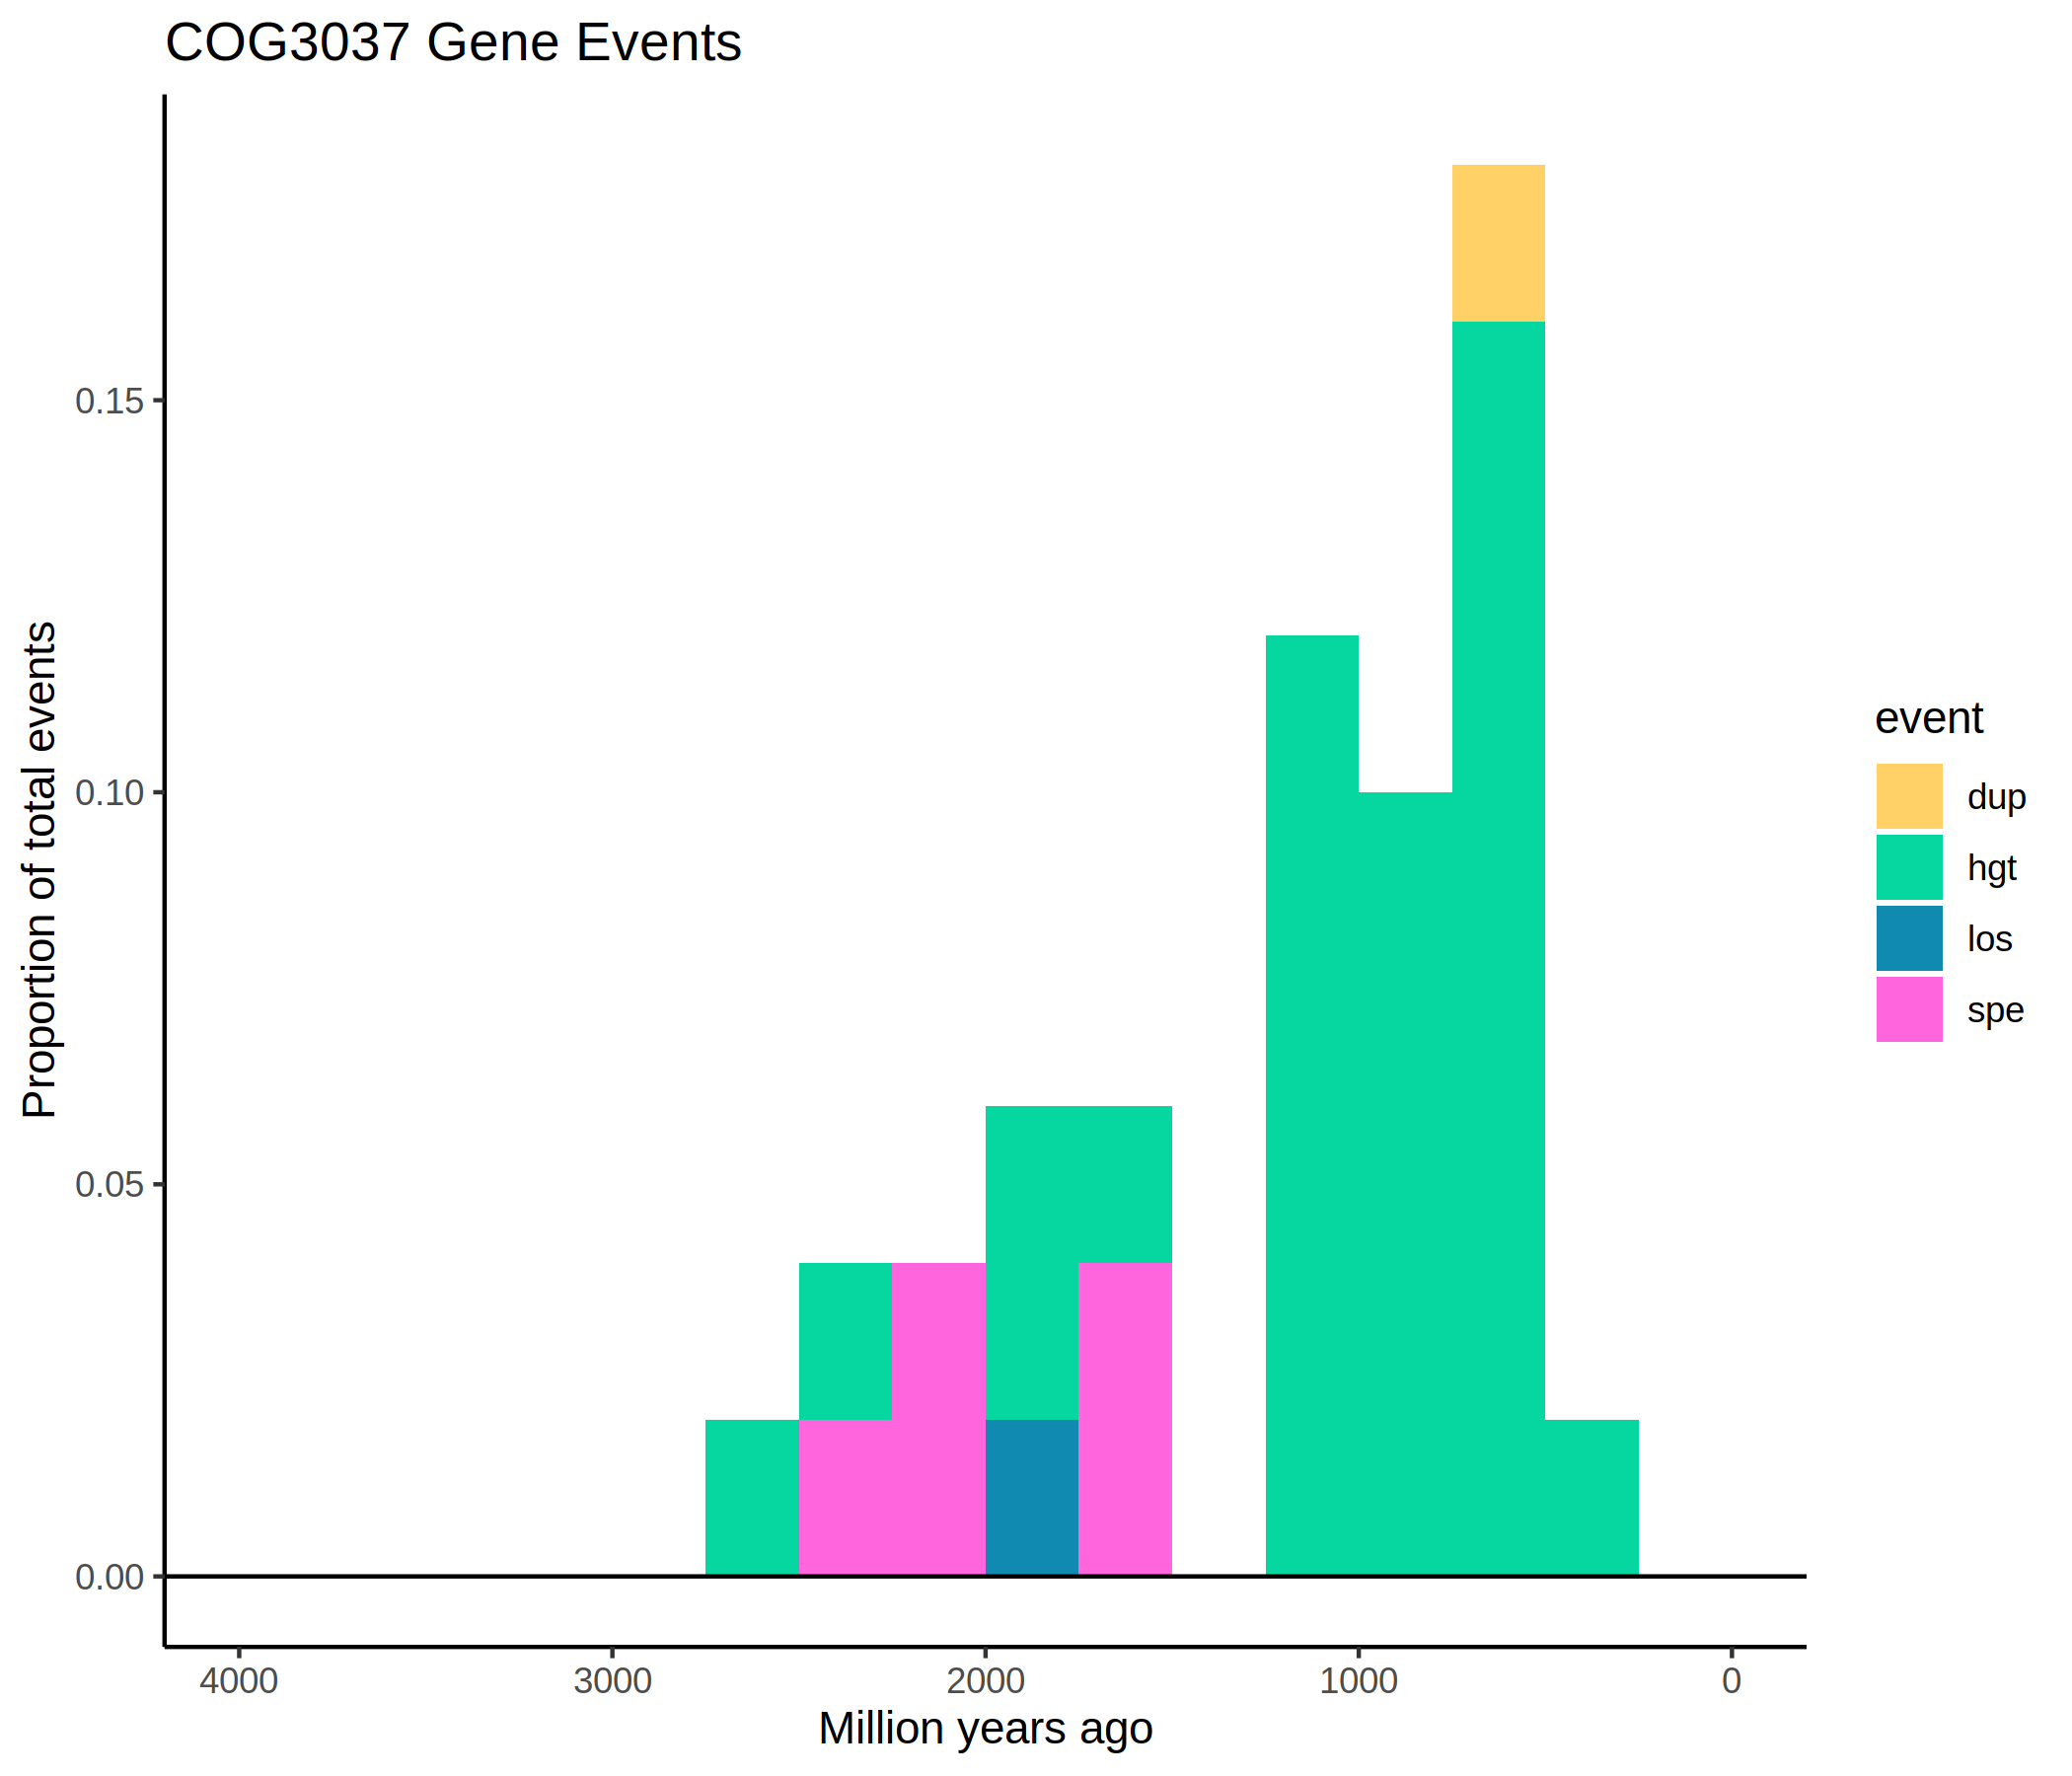 COG3037 Gene Events
Proportion of total events
0.15
0.10
0.05
0.00
4000 3000 2000 1000 0
Million years ago
event
dup
hgt
los
spe